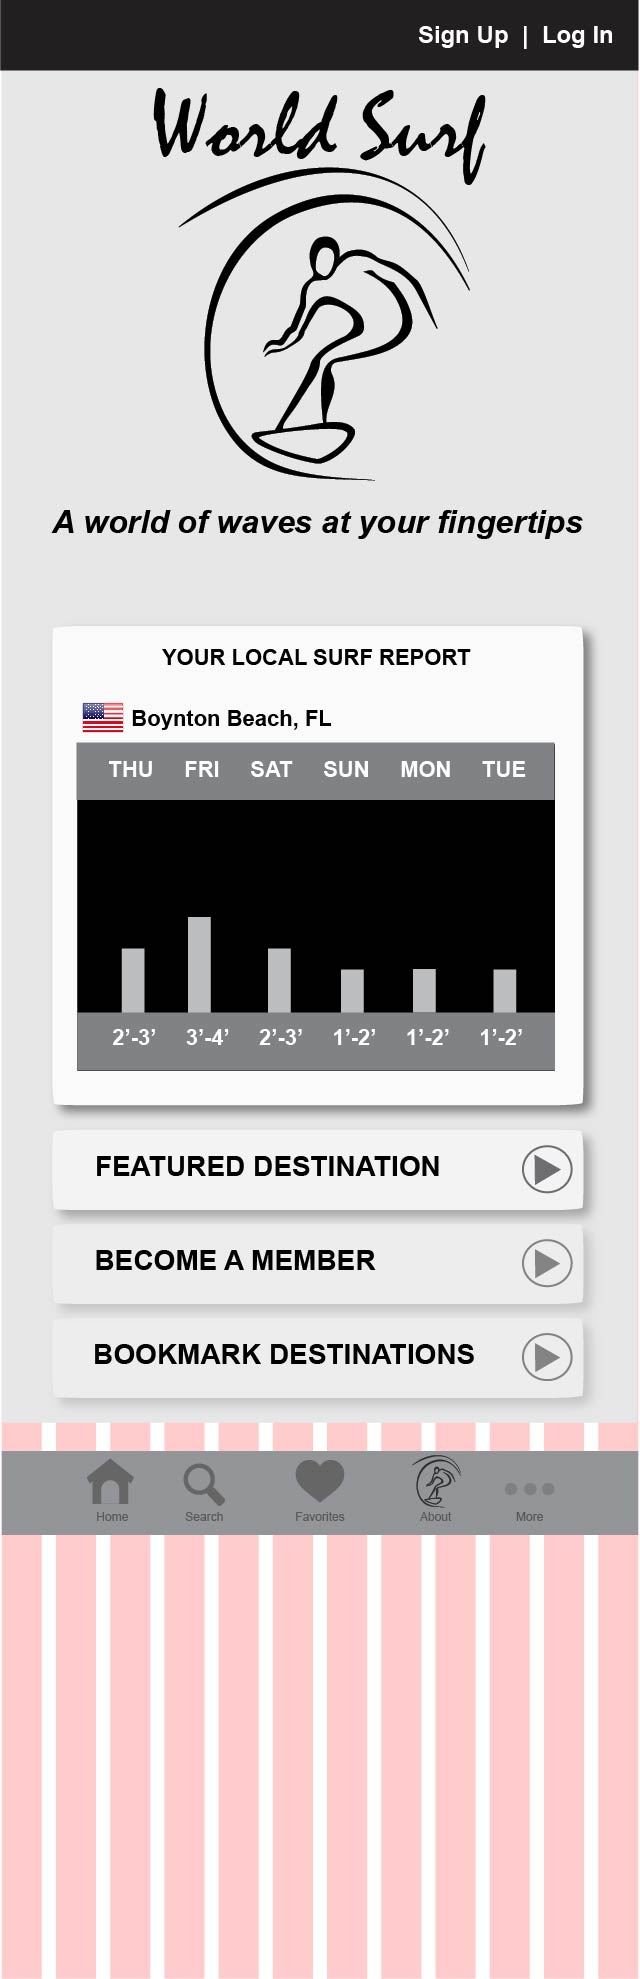 Sign Up | Log In
World Surf
A world of waves at your fingertips
YOUR LOCAL SURF REPORT
Boynton Beach, FL
THU FRI SAT SUN MON TUE
2’-3’ 3’-4’ 2’-3’ 1’-2’ 1’-2’ 1’-2’
FEATURED DESTINATION
BECOME A MEMBER
BOOKMARK DESTINATIONS
Home Search Favorites About More